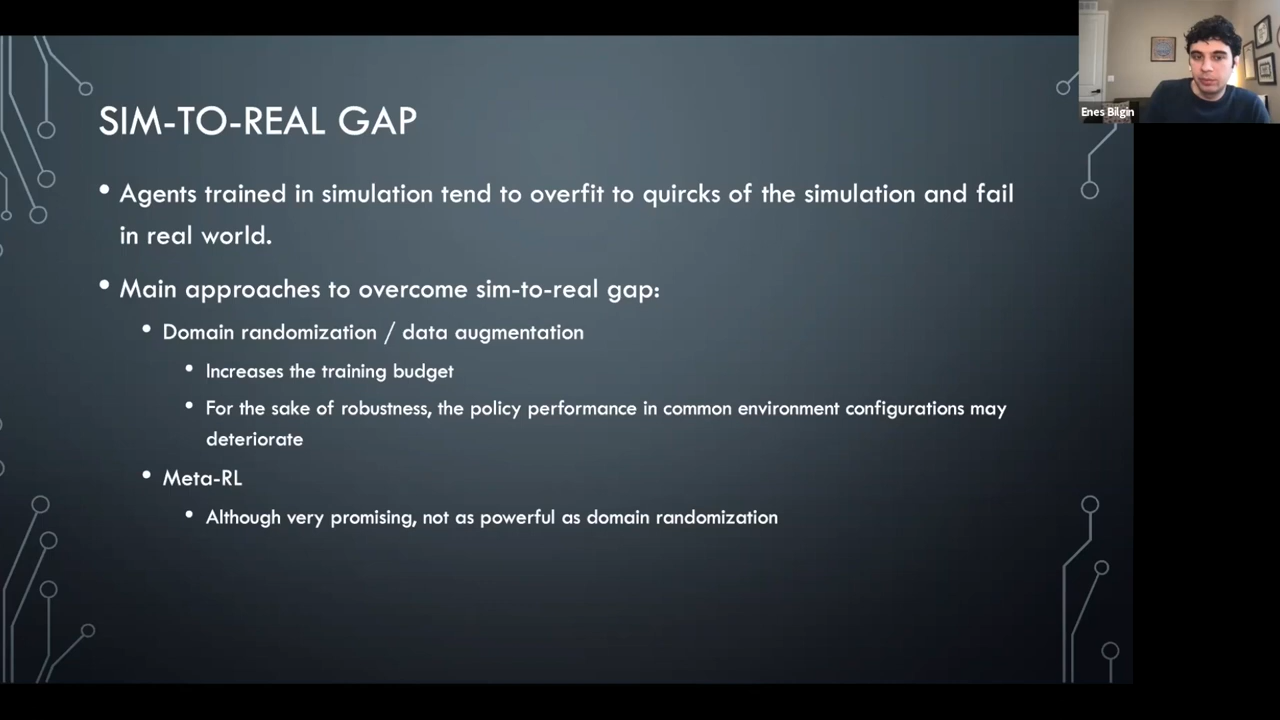 SIM-TO-REAL GAP
• Agents trained in simulation tend to overfit to quircks of the simulation and fail
in real world.
• Main approaches to overcome sim-to-real gap:
• Domain randomization / data augmentation
• Increases the training budget
• For the sake of robustness, the policy performance in common environment configurations may
deteriorate
• Meta-RL
• Although very promising, not as powerful as domain randomization
Enes Bilgin